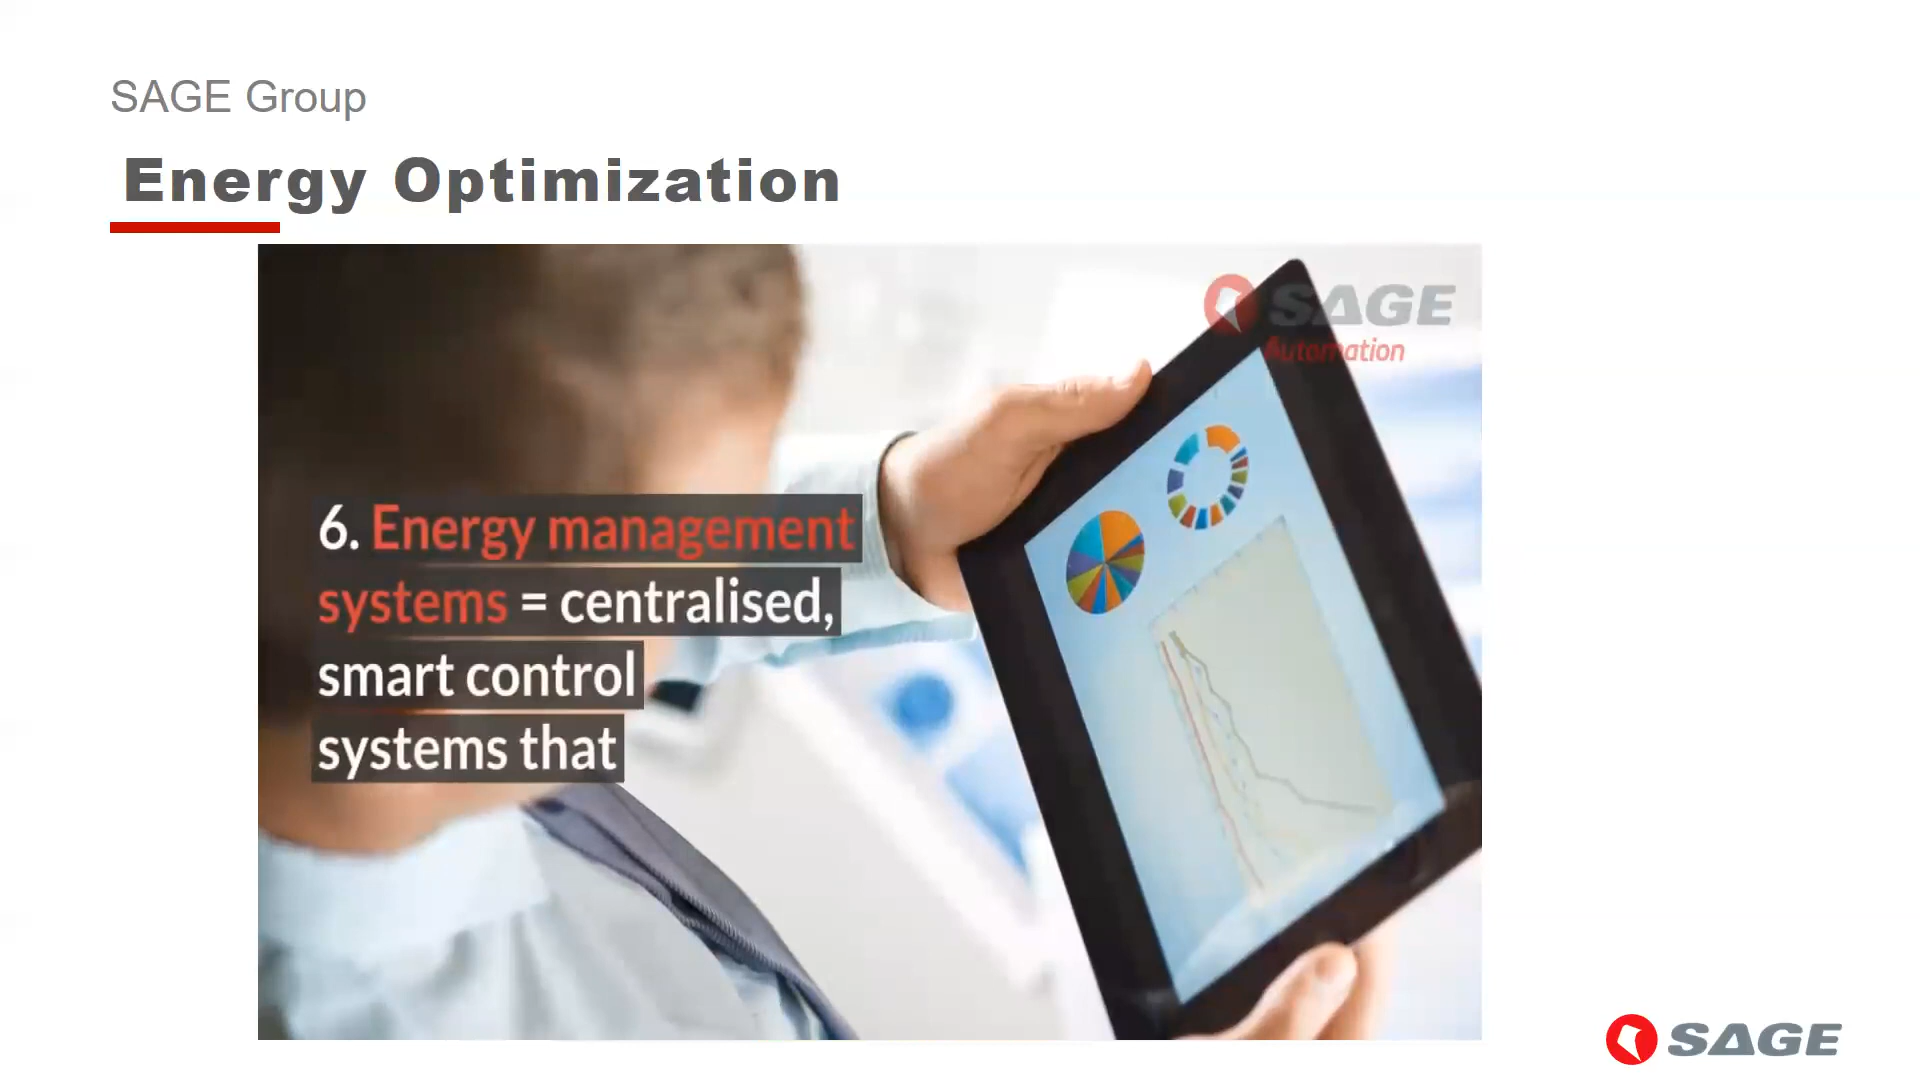 SAGE Group
Energy Optimization
SAGE
Automation
6. Energy management
systems = centralised,
smart control
systems that
SAGE